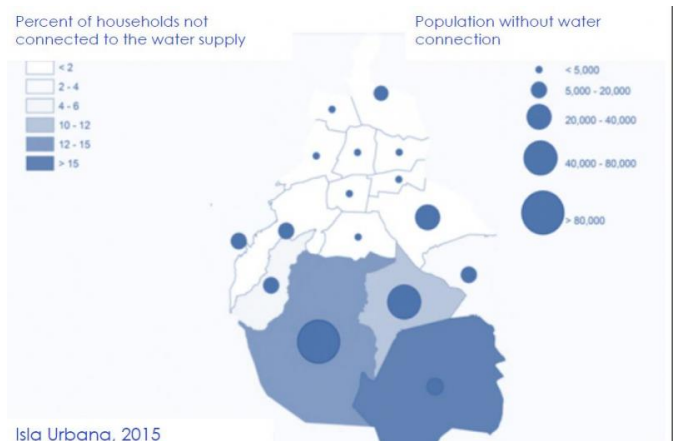 Percent of households not
connected to the water supply
< 2
2 - 4
4 - 6
10 - 12
12 - 15
> 15
Population without water
connection
< 5,000
5,000 - 20,000
20,000 - 40,000
40,000 - 80,000
> 80,000
Isla Urbana, 2015